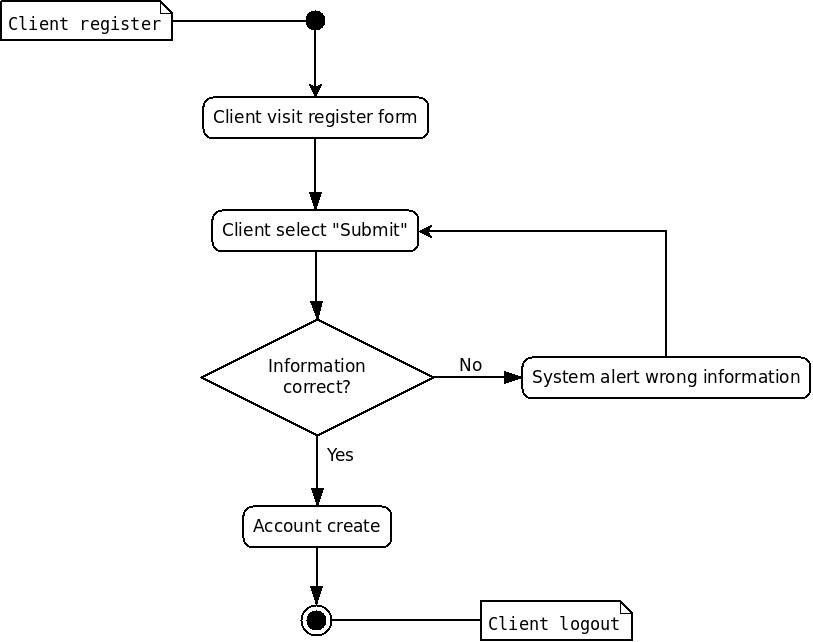 Client register
Client visit register form
Client select "Submit"
Information
correct?
No
System alert wrong information
Yes
Account create
Client logout